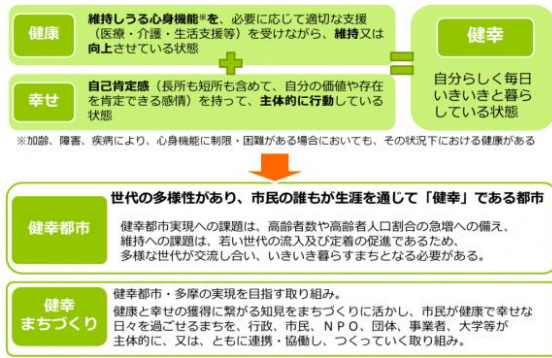 健康
維持しうる心身機能※を、必要に応じて適切な支援
（医療・介護・生活支援等）を受けながら、維持又は
向上させている状態
幸せ
自己肯定感（長所も短所も含めて、自分の価値や存在
を肯定できる感情）を持って、主体的に行動している
状態
健幸
自分らしく毎日
いきいきと暮ら
している状態
※加齢、障害、疾病により、心身機能に制限・困難がある場合においても、その状況下における健康がある
世代の多様性があり、市民の誰もが生涯を通じて「健幸」である都市
健幸都市
健幸都市実現への課題は、高齢者数や高齢者人口割合の急増への備え、
維持への課題は、若い世代の流入及び定着の促進であるため、
多様な世代が交流し合い、いきいき暮らすまちとなる必要がある。
健幸
まちづくり
健幸都市・多摩の実現を目指す取り組み。
健康と幸せの獲得に繋がる知見をまちづくりに活かし、市民が健康で幸せな
日々を過ごせるまちを、行政、市民、ＮＰＯ、団体、事業者、大学等が
主体的に、又は、ともに連携・協働し、つくっていく取り組み。